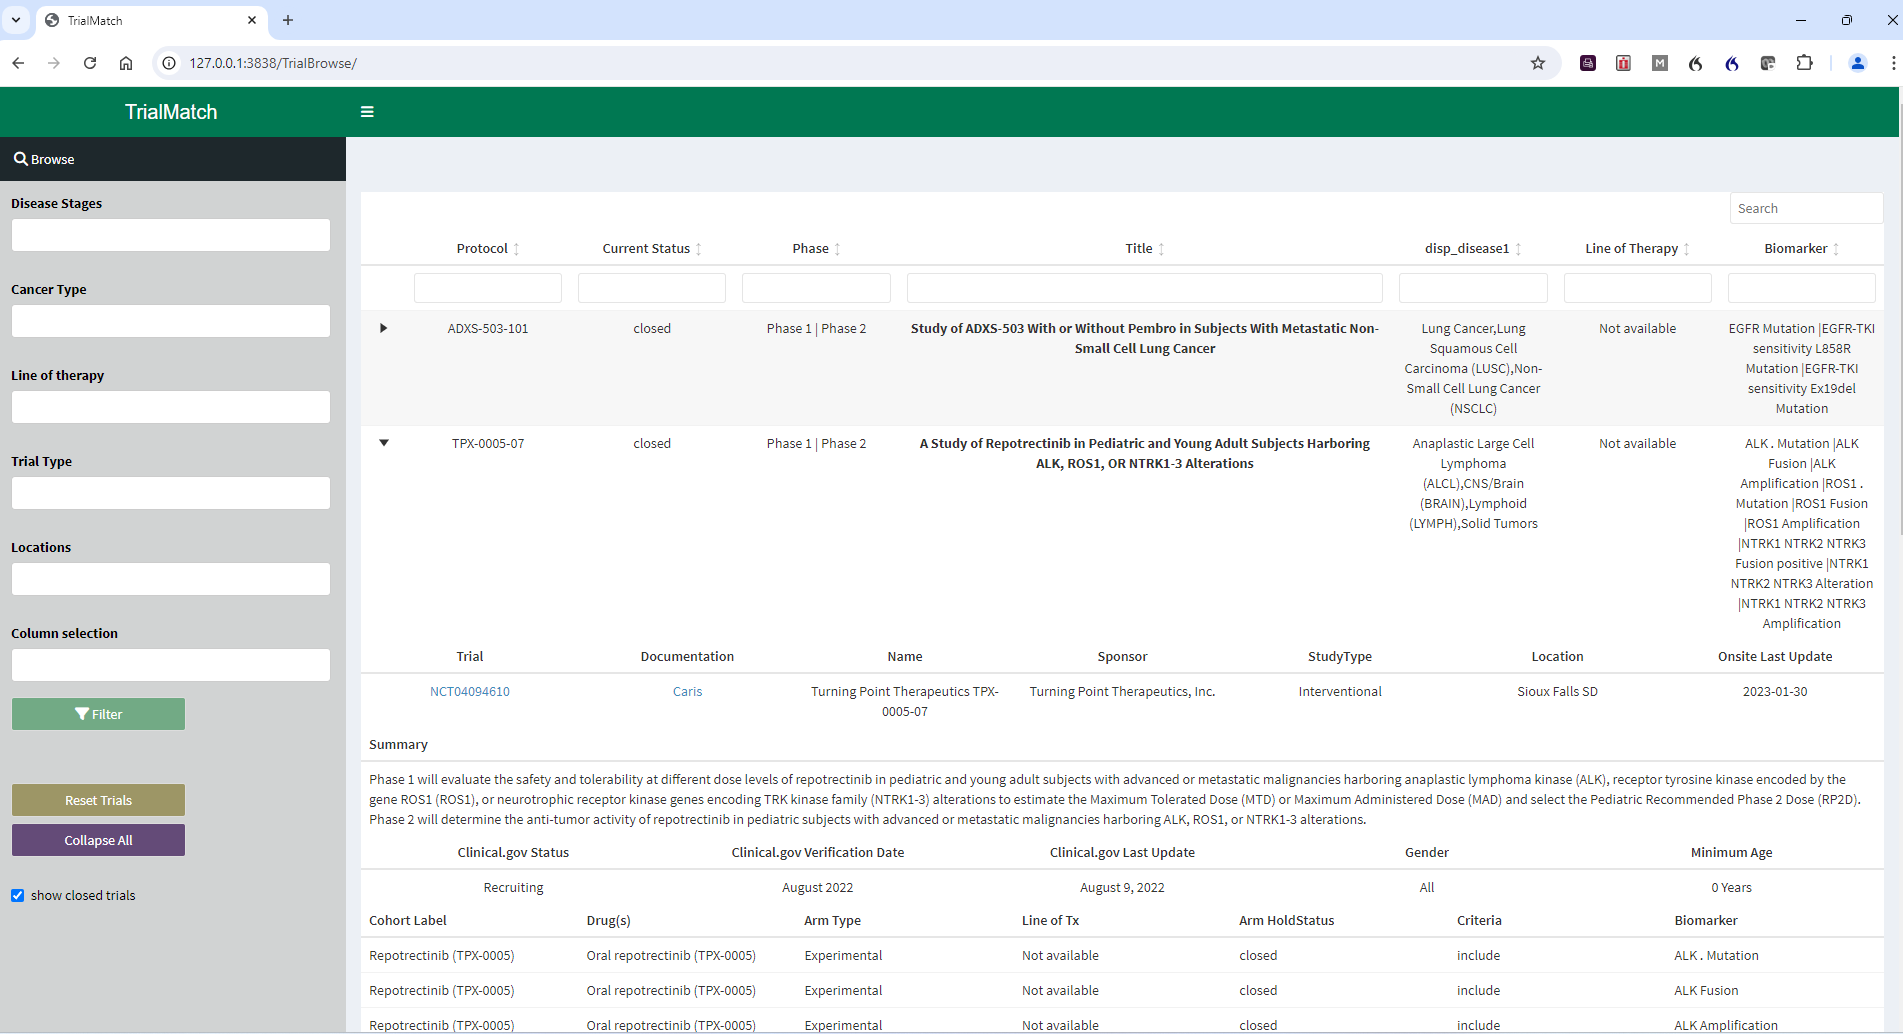 TrialMatch
127.0.0.1:3838/TrialBrowse/
M
TrialMatch
Browse
Disease Stages
Cancer Type
Line of therapy
Trial Type
Locations
Column selection
Filter
Reset Trials
Collapse All
show closed trials
Search
Protocol Current Status Phase Title disp_disease1 Line of Therapy Biomarker
ADXS-503-101 closed Phase 1 | Phase 2 Study of ADXS-503 With or Without Pembro in Subjects With Metastatic Non- Lung Cancer,Lung Not available EGFR Mutation |EGFR-TKI
Small Cell Lung Cancer Squamous Cell sensitivity L858R
Carcinoma (LUSC),Non- Mutation |EGFR-TKI
Small Cell Lung Cancer sensitivity Ex19del
(NSCLC) Mutation
TPX-0005-07 closed Phase 1 | Phase 2 A Study of Repotrectinib in Pediatric and Young Adult Subjects Harboring Anaplastic Large Cell Not available ALK . Mutation |ALK
ALK, ROS1, OR NTRK1-3 Alterations Lymphoma Fusion |ALK
(ALCL),CNS/Brain Amplification |ROS1 .
(BRAIN),Lymphoid Mutation |ROS1 Fusion
(LYMPH),Solid Tumors |ROS1 Amplification
|NTRK1 NTRK2 NTRK3
Fusion positive |NTRK1
NTRK2 NTRK3 Alteration
|NTRK1 NTRK2 NTRK3
Amplification
Trial Documentation Name Sponsor StudyType Location Onsite Last Update
NCT04094610 Caris Turning Point Therapeutics TPX- Turning Point Therapeutics, Inc. Interventional Sioux Falls SD 2023-01-30
0005-07
Summary
Phase 1 will evaluate the safety and tolerability at different dose levels of repotrectinib in pediatric and young adult subjects with advanced or metastatic malignancies harboring anaplastic lymphoma kinase (ALK), receptor tyrosine kinase encoded by the
gene ROS1 (ROS1), or neurotrophic receptor kinase genes encoding TRK kinase family (NTRK1-3) alterations to estimate the Maximum Tolerated Dose (MTD) or Maximum Administered Dose (MAD) and select the Pediatric Recommended Phase 2 Dose (RP2D).
Phase 2 will determine the anti-tumor activity of repotrectinib in pediatric subjects with advanced or metastatic malignancies harboring ALK, ROS1, or NTRK1-3 alterations.
Clinical.gov Status Clinical.gov Verification Date Clinical.gov Last Update Gender Minimum Age
Recruiting August 2022 August 9, 2022 All 0 Years
Cohort Label Drug(s) Arm Type Line of Tx Arm HoldStatus Criteria Biomarker
Repotrectinib (TPX-0005) Oral repotrectinib (TPX-0005) Experimental Not available closed include ALK . Mutation
Repotrectinib (TPX-0005) Oral repotrectinib (TPX-0005) Experimental Not available closed include ALK Fusion
Repotrectinib (TPX-0005) Oral repotrectinib (TPX-0005) Experimental Not available closed include ALK Amplification